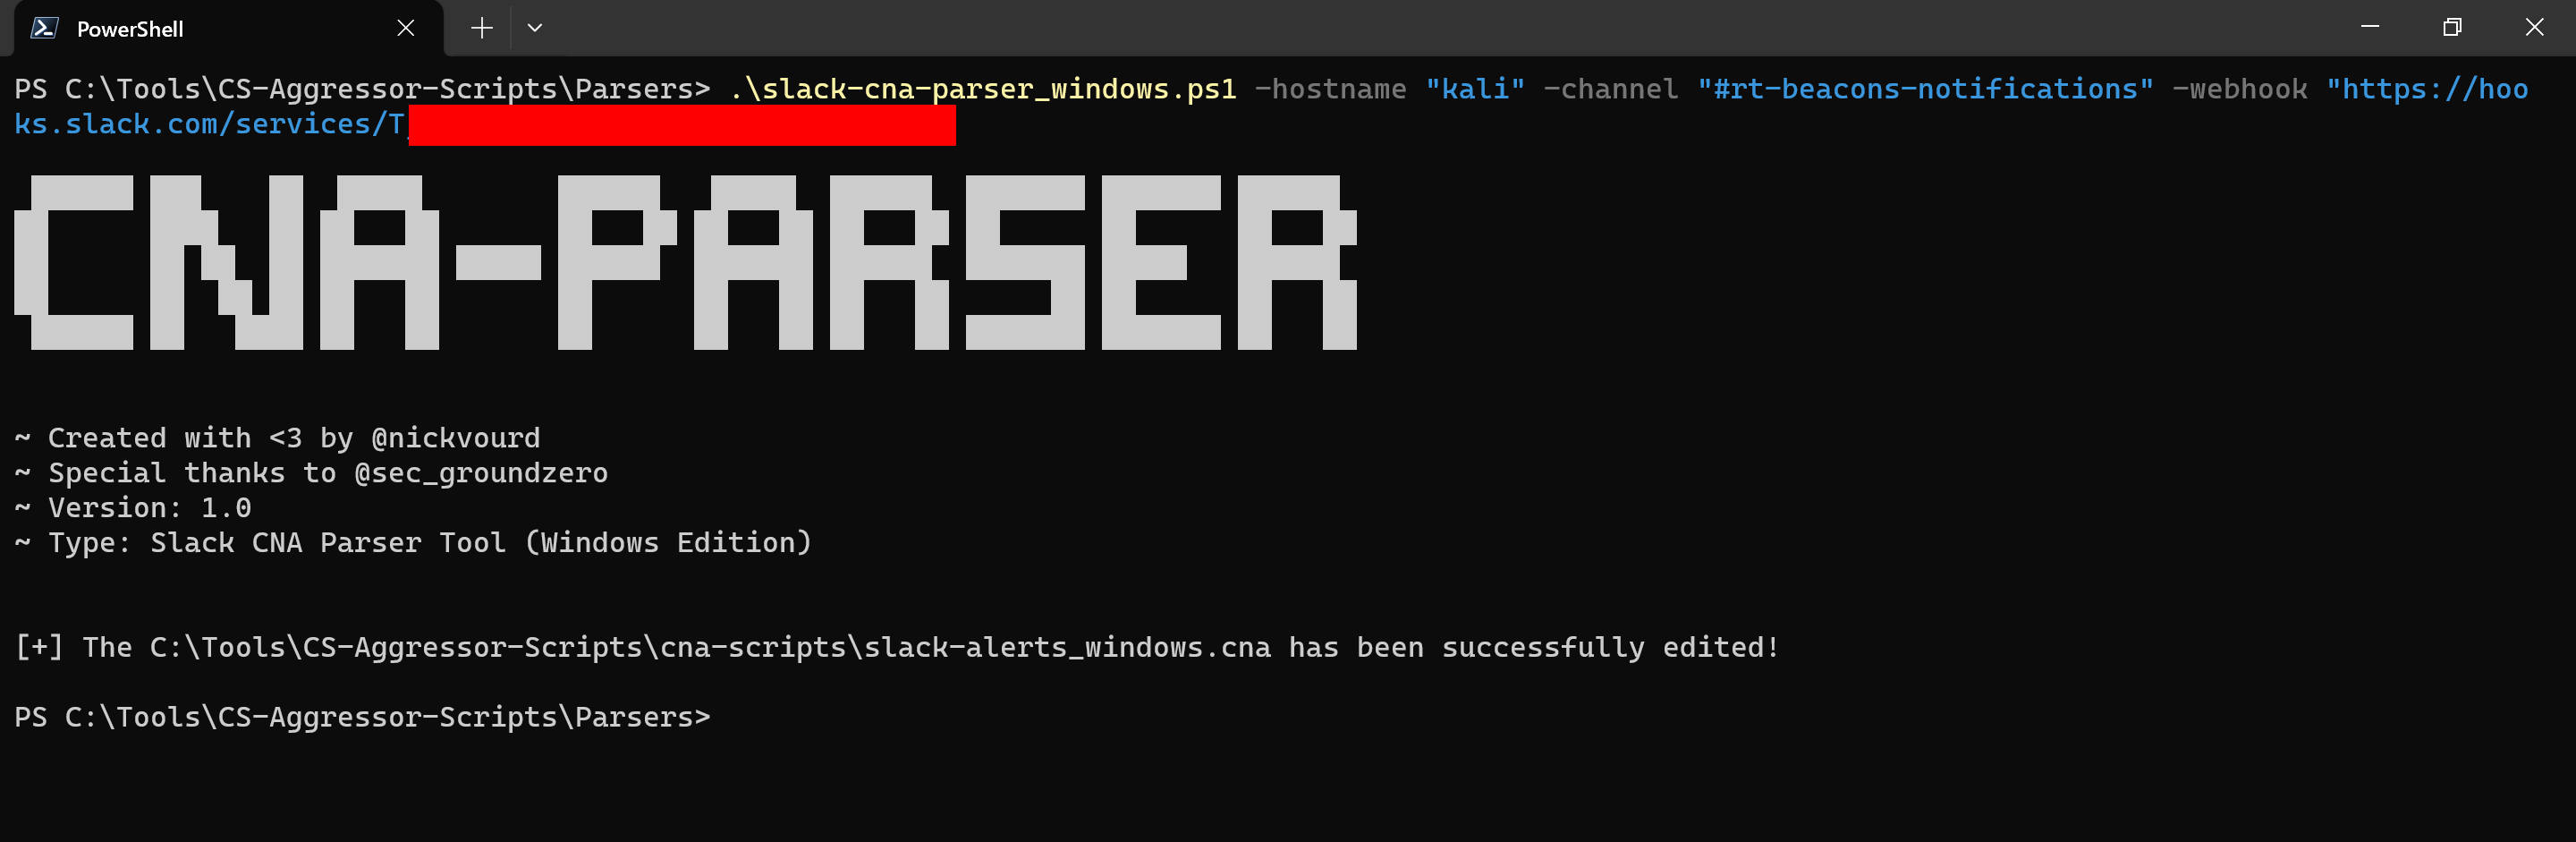 PowerShell
PS C:\Tools\CS-Aggressor-Scripts\Parsers> .\slack-cna-parser_windows.ps1 -hostname "kali" -channel "#rt-beacons-notifications" -webhook "https://hoo
ks.slack.com/services/T
CNA-PARSER
~ Created with <3 by @nickvourd
~ Special thanks to @sec_groundzero
~ Version: 1.0
~ Type: Slack CNA Parser Tool (Windows Edition)
[+] The C:\Tools\CS-Aggressor-Scripts\cna-scripts\slack-alerts_windows.cna has been successfully edited!
PS C:\Tools\CS-Aggressor-Scripts\Parsers>